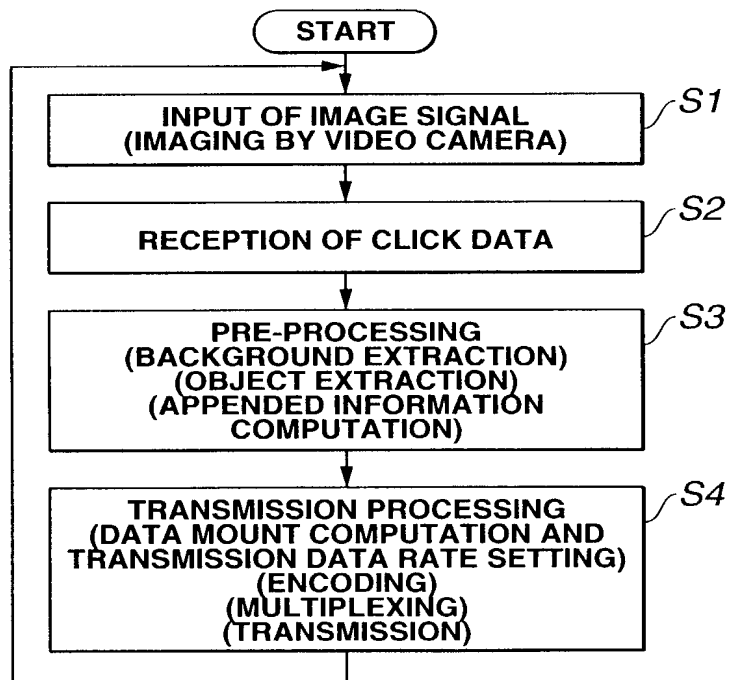 START
INPUT OF IMAGE SIGNAL
(IMAGING BY VIDEO CAMERA)
S1
RECEPTION OF CLICK DATA
S2
PRE-PROCESSING
(BACKGROUND EXTRACTION)
(OBJECT EXTRACTION)
(APPENDED INFORMATION
COMPUTATION)
S3
TRANSMISSION PROCESSING
(DATA MOUNT COMPUTATION AND
TRANSMISSION DATA RATE SETTING)
(ENCODING)
(MULTIPLEXING)
(TRANSMISSION)
S4